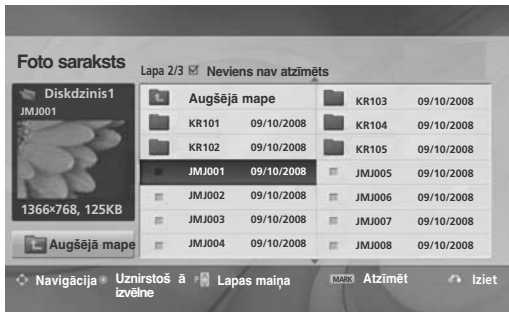 Foto saraksts
Lapa 2/3 Neviens nav atzīmēts
Diskdzinis1
JMJ001
1366×768, 125KB
Augšējā mape
Augšējā mape
KR101 09/10/2008
KR102 09/10/2008
JMJ001 09/10/2008
JMJ002 09/10/2008
JMJ003 09/10/2008
JMJ004 09/10/2008
KR103 09/10/2008
KR104 09/10/2008
KR105 09/10/2008
JMJ005 09/10/2008
JMJ006 09/10/2008
JMJ007 09/10/2008
JMJ008 09/10/2008
Navigācija Uznirstoš ā izvēlne P Lapas maiņa MARK Atzīmēt Iziet